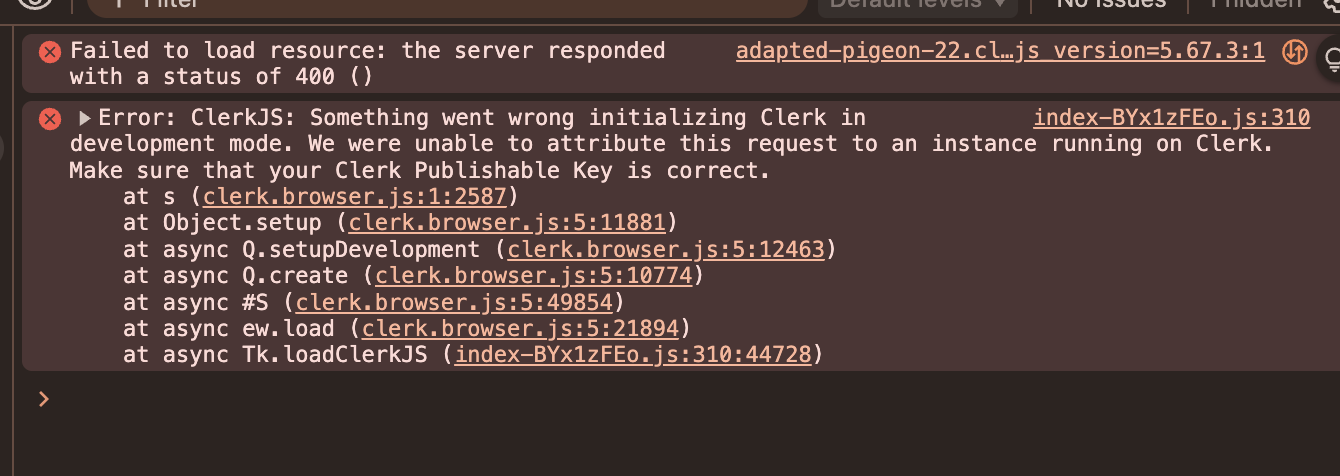 Filter Default levels ▼ No Issues 1 hidden
Failed to load resource: the server responded adapted-pigeon-22.cl…js_version=5.67.3:1
with a status of 400 ()
▶Error: ClerkJS: Something went wrong initializing Clerk in index-BYx1zFEo.js:310
development mode. We were unable to attribute this request to an instance running on Clerk.
Make sure that your Clerk Publishable Key is correct.
at s (clerk.browser.js:1:2587)
at Object.setup (clerk.browser.js:5:11881)
at async Q.setupDevelopment (clerk.browser.js:5:12463)
at async Q.create (clerk.browser.js:5:10774)
at async #S (clerk.browser.js:5:49854)
at async ew.load (clerk.browser.js:5:21894)
at async Tk.loadClerkJS (index-BYx1zFEo.js:310:44728)